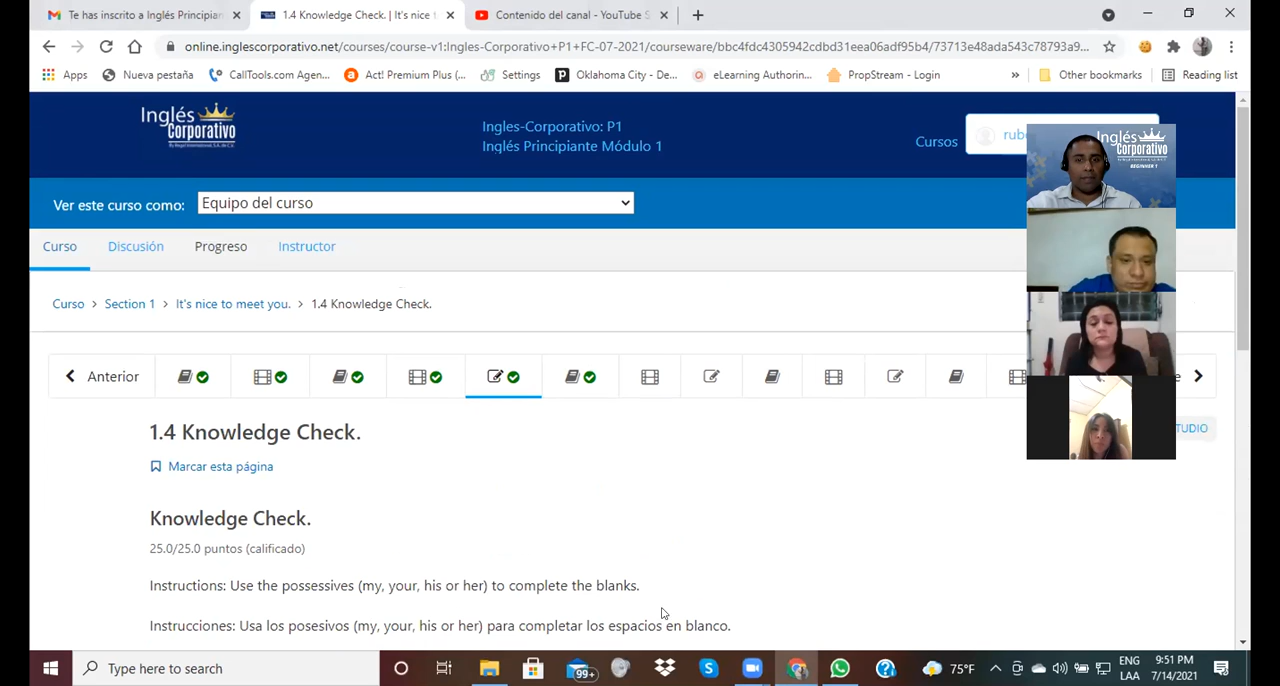 Te has inscrito a Inglés Principian
1.4 Knowledge Check. | It's nice t
Contenido del canal - YouTube S
online.inglescorporativo.net/courses/course-v1:Ingles-Corporativo+P1+FC-07-2021/courseware/bbc4fdc4305942cdbd31eea06adf95b4/73713e48ada543c78793a9...
Apps Nueva pestaña CallTools.com Agen... Act! Premium Plus (... Settings Oklahoma City - De... eLearning Authorin... PropStream - Login » Other bookmarks Reading list
Inglés
Corporativo
Ingles-Corporativo: P1
Inglés Principiante Módulo 1
Cursos
rub
Inglés
Corporativo
BEGINNER 1
Ver este curso como: Equipo del curso
Curso Discusión Progreso Instructor
Curso > Section 1 > It's nice to meet you. > 1.4 Knowledge Check.
Anterior
e
1.4 Knowledge Check.
TUDIO
Marcar esta página
Knowledge Check.
25.0/25.0 puntos (calificado)
Instructions: Use the possessives (my, your, his or her) to complete the blanks.
Instrucciones: Usa los posesivos (my, your, his or her) para completar los espacios en blanco.
Type here to search
99+
75°F
ENG
LAA
9:51 PM
7/14/2021